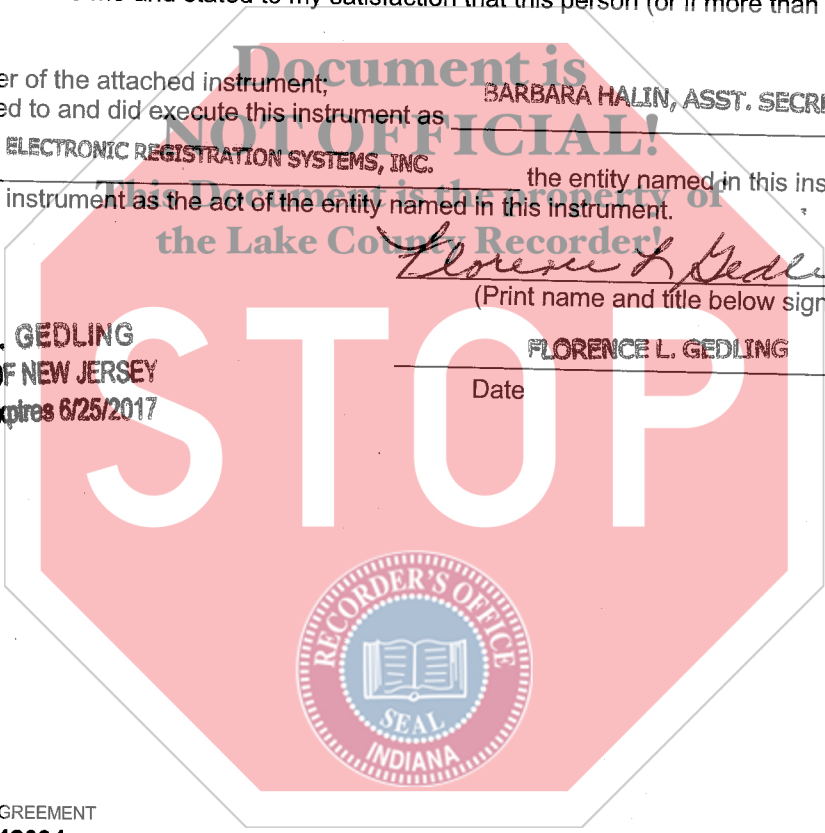 and stated to my satisfaction that this person (or if more than
Document is
er of the attached instrument;
BARBARA HALIN, ASST.
ed to and did execute this instrument as
NOT OFFICIAL!
ELECTRONIC REGISTRATION SYSTEMS, INC.
the entity named in this ins
This Document is the property of
instrument as the act of the entity named in this instrument.
the Lake County Recorder!
Florence L Gedli
(Print name and title below sign
STOP
. GEDLING
FLORENCE L. GEDLING
OF NEW JERSEY
xpires 6/25/2017
Date
RECORDER'S OFFICE
SEAL
INDIANA
GREEMENT